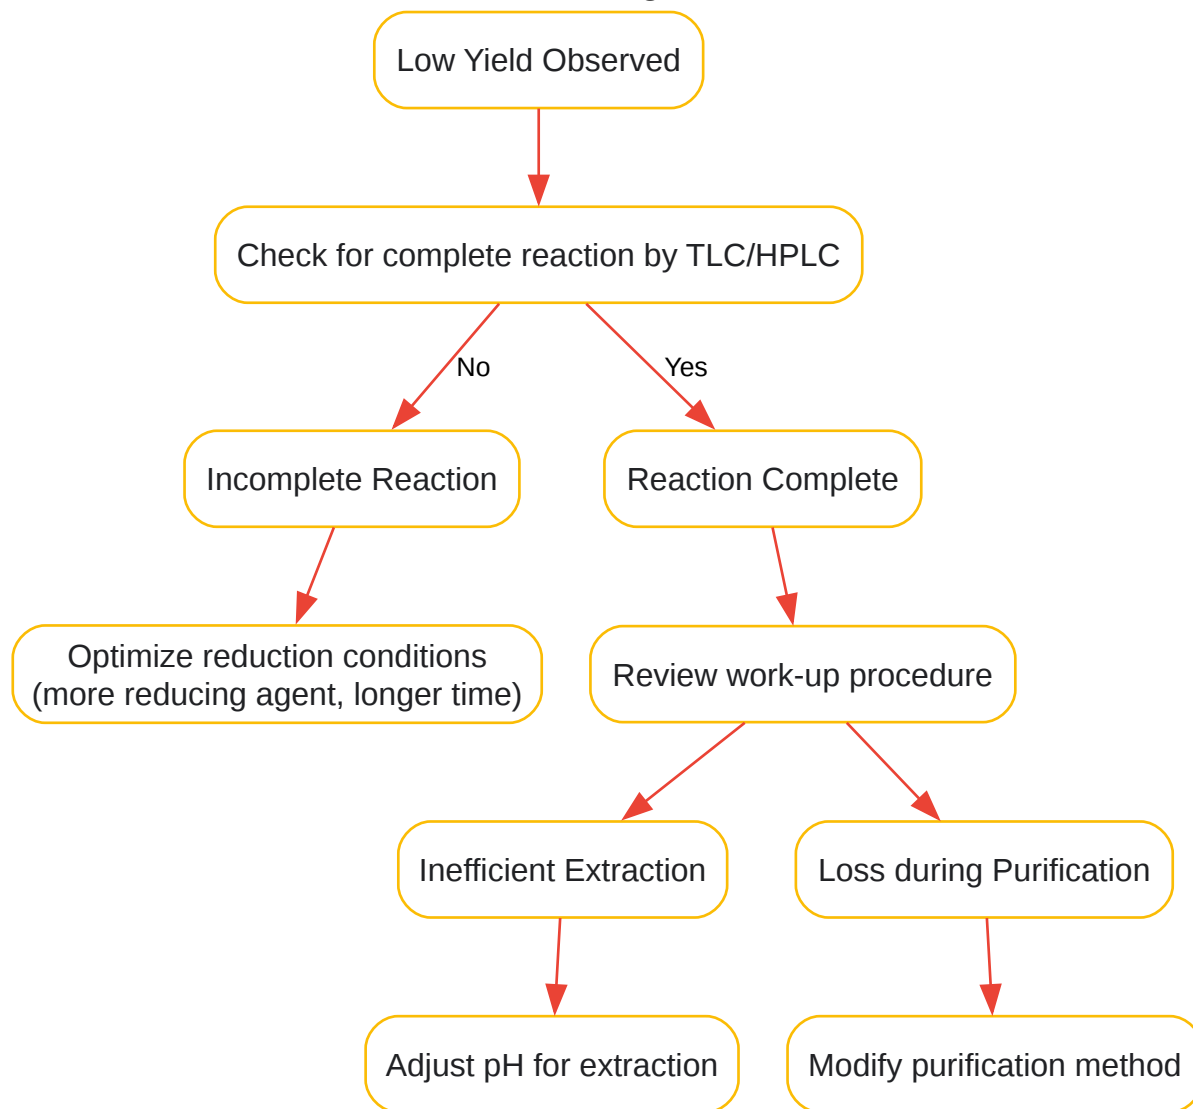 Low Yield Observed
Check for complete reaction by TLC/HPLC
No
Yes
Incomplete Reaction
Reaction Complete
Optimize reduction conditions
(more reducing agent, longer time)
Review work-up procedure
Inefficient Extraction
Loss during Purification
Adjust pH for extraction
Modify purification method